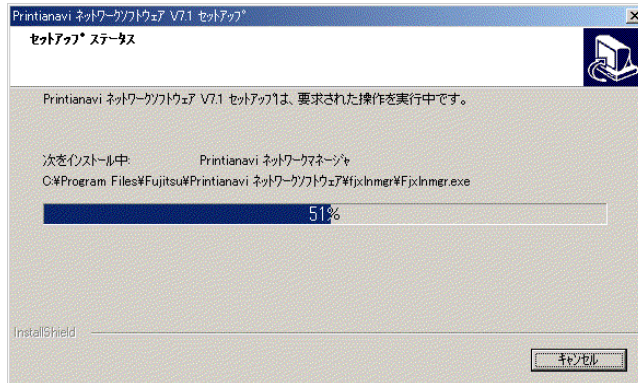 Printianavi ネットワークソフトウェア V7.1 セットアップ
セットアップ ステータス
Printianavi ネットワークソフトウェア V7.1 セットアップは、要求された操作を実行中です。
次をインストール中: Printianavi ネットワークマネージャ
C:¥Program Files¥Fujitsu¥Printianavi ネットワークソフトウェア¥fjxlnmgr¥Fjxlnmgr.exe
51%
InstallShield
キャンセル